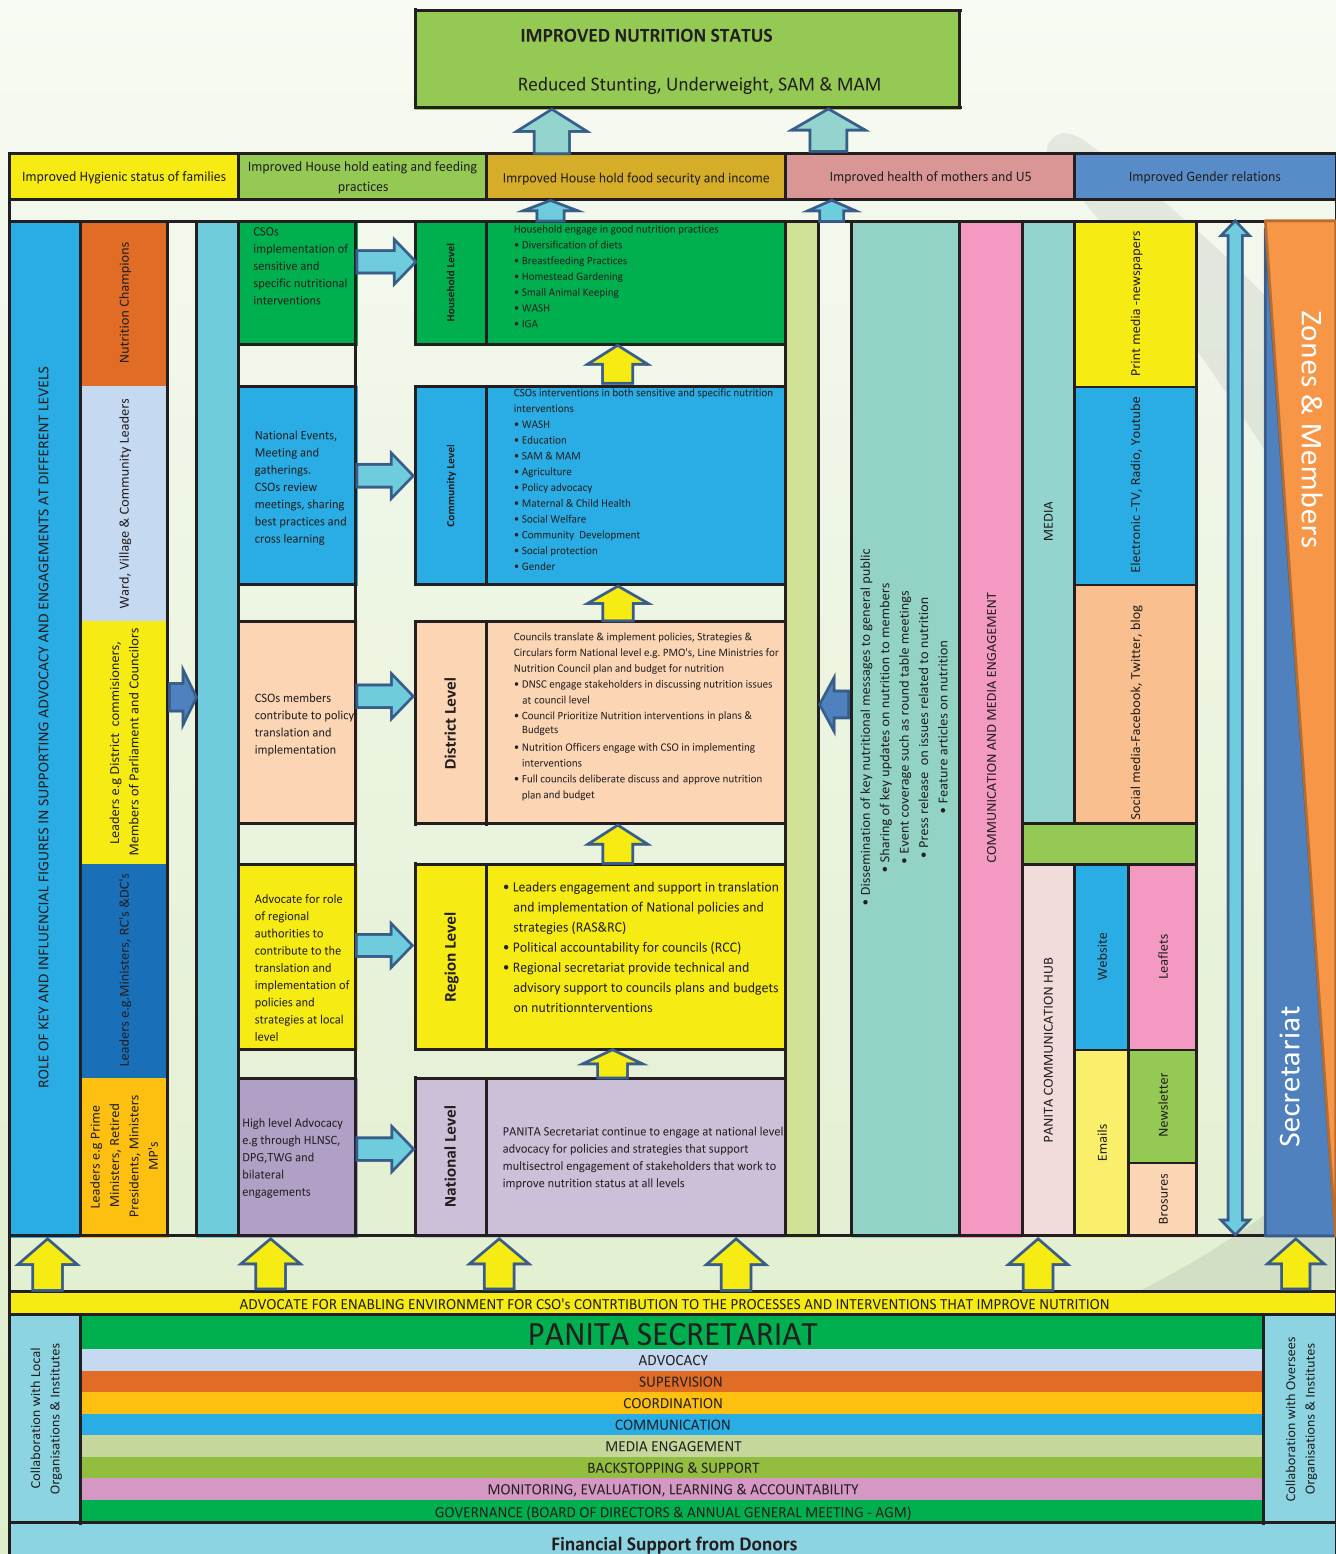 IMPROVED NUTRITION STATUS
Reduced Stunting, Underweight, SAM & MAM
Improved Hygienic status of families
Improved House hold eating and feeding
practices
Imrpoved House hold food security and income
Improved health of mothers and U5
Improved Gender relations
ROLE OF KEY AND INFLUENCIAL FIGURES IN SUPPORTING ADVOCACY AND ENGAGEMENTS AT DIFFERENT LEVELS
Nutrition Champions
Ward, Village & Community Leaders
Leaders e.g District commisioners,
Members of Parliament and Councilors
Leaders e.g.Ministers, RC's &DC's
Leaders e.g Prime
Ministers, Retired
Presidents, Ministers
MP's
CSOs
implementation of
sensitive and
specific nutritional
interventions
Household Level
Household engage in good nutrition practices
• Diversification of diets
• Breastfeeding Practices
• Homestead Gardening
• Small Animal Keeping
• WASH
• IGA
National Events,
Meeting and
gatherings.
CSOs review
meetings, sharing
best practices and
cross learning
Community Level
CSOs interventions in both sensitive and specific nutrition
interventions
• WASH
• Education
• SAM & MAM
• Agriculture
• Policy advocacy
• Maternal & Child Health
• Social Welfare
• Community Development
• Social protection
• Gender
CSOs members
contribute to policy
translation and
implementation
District Level
Councils translate & implement policies, Strategies &
Circulars form National level e.g. PMO's, Line Ministries for
Nutrition Council plan and budget for nutrition
• DNSC engage stakeholders in discussing nutrition issues
at council level
• Council Prioritize Nutrition interventions in plans &
Budgets
• Nutrition Officers engage with CSO in implementing
interventions
• Full councils deliberate discuss and approve nutrition
plan and budget
Advocate for role
of regional
authorities to
contribute to the
translation and
implementation of
policies and
strategies at local
level
Region Level
• Leaders engagement and support in translation
and implementation of National policies and
strategies (RAS&RC)
• Political accountability for councils (RCC)
• Regional secretariat provide technical and
advisory support to councils plans and budgets
on nutritionnterventions
High level Advocacy
e.g through HLNSC,
DPG,TWG and
bilateral
engagements
National Level
PANITA Secretariat continue to engage at national level
advocacy for policies and strategies that support
multisectrol engagement of stakeholders that work to
improve nutrition status at all levels
• Dissemination of key nutritional messages to general public
• Sharing of key updates on nutrition to members
• Event coverage such as round table meetings
• Press release on issues related to nutrition
• Feature articles on nutrition
COMMUNICATION AND MEDIA ENGAGEMENT
MEDIA
PANITA COMMUNICATION HUB
Print media -newspapers
Electronic -TV, Radio, Youtube
Social media-Facebook, Twitter, blog
Website
Leaflets
Emails
Newsletter
Brosures
Zones & Members
Secretariat
ADVOCATE FOR ENABLING ENVIRONMENT FOR CSO's CONTRTIBUTION TO THE PROCESSES AND INTERVENTIONS THAT IMPROVE NUTRITION
Collaboration with Local
Organisations & Institutes
PANITA SECRETARIAT
ADVOCACY
SUPERVISION
COORDINATION
COMMUNICATION
MEDIA ENGAGEMENT
BACKSTOPPING & SUPPORT
MONITORING, EVALUATION, LEARNING & ACCOUNTABILITY
GOVERNANCE (BOARD OF DIRECTORS & ANNUAL GENERAL MEETING - AGM)
Collaboration with Oversees
Organisations & Institutes
Financial Support from Donors